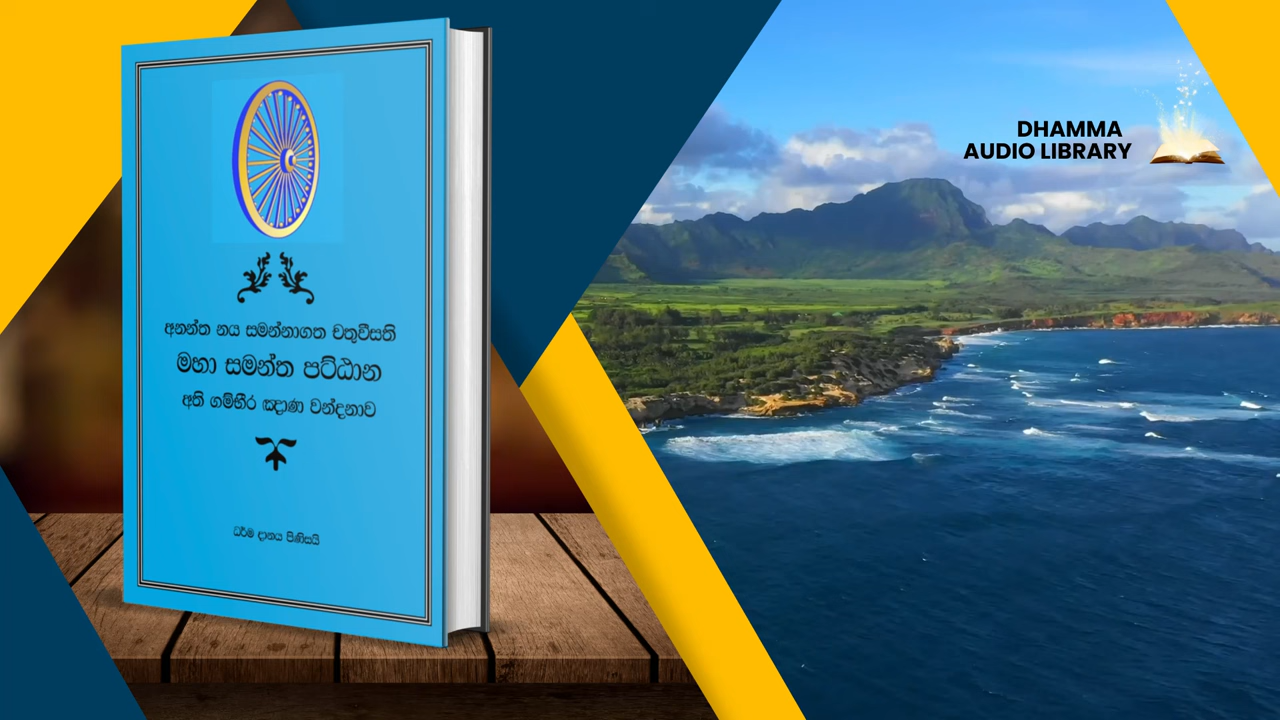 අනන්ත නය සමන්නාගත චතුවීසති
මහා සමන්ත පට්ඨාන
අති ගම්භීර ඤාණ වන්දනාව
ධර්ම දානය පිණිසයි
DHAMMA
AUDIO LIBRARY